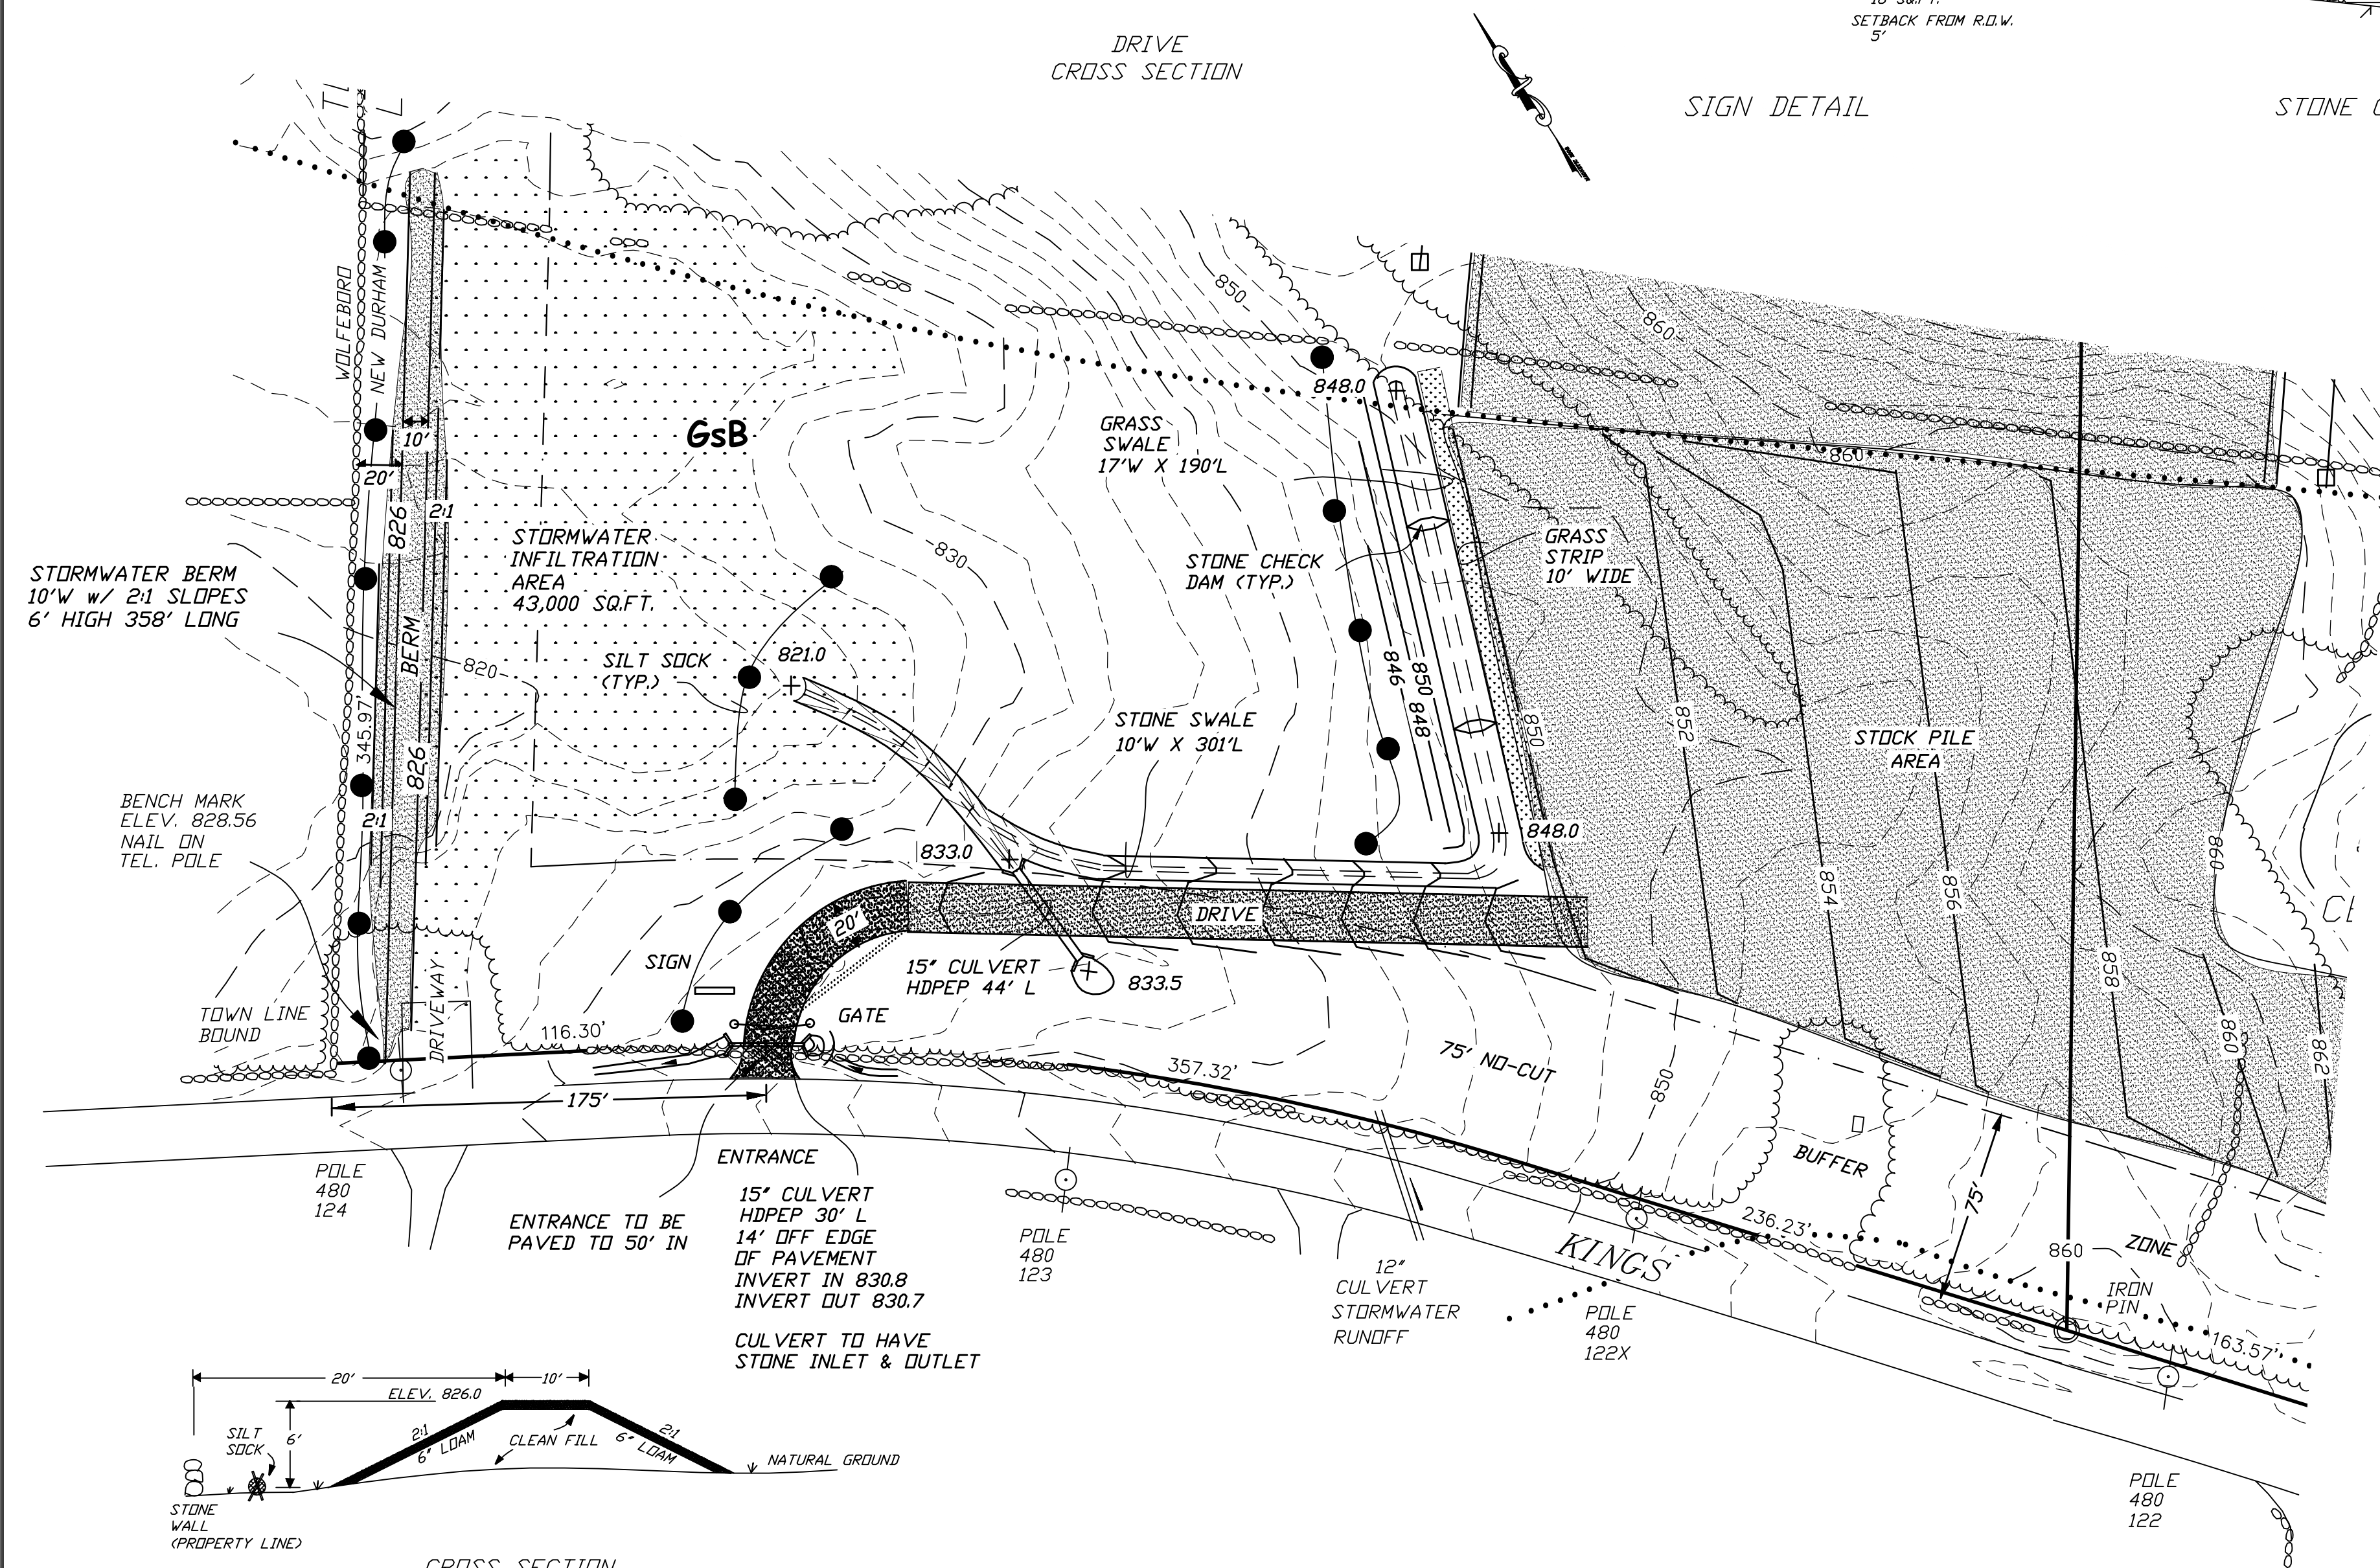 SETBACK FROM R.O.W.
5'
DRIVE
CROSS SECTION
SIGN DETAIL
STONE
WOLFEBORO
NEW DURHAM
850
860
848.0
GRASS
SWALE
17'W X 190'L
GsB
10'
20'
860
826
2:1
STORMWATER
INFILTRATION
AREA
43,000 SQ.FT.
830
STONE CHECK
DAM (TYP.)
GRASS
STRIP
10' WIDE
STORMWATER BERM
10'W w/ 2:1 SLOPES
6' HIGH 358' LONG
BERM
820
SILT SOCK
(TYP.)
821.0
846
850
848
STONE SWALE
10'W X 301'L
850
852
STOCK PILE
AREA
345.97'
826
2:1
BENCH MARK
ELEV. 828.56
NAIL ON
TEL. POLE
833.0
848.0
860
854
856
20'
DRIVE
SIGN
15" CULVERT
HDPEP 44' L
833.5
858
TOWN LINE
BOUND
DRIVEWAY
116.30'
GATE
357.32'
75' NO-CUT
850
860
862
175'
ENTRANCE
BUFFER
75'
POLE
480
124
ENTRANCE TO BE
PAVED TO 50' IN
15" CULVERT
HDPEP 30' L
14' OFF EDGE
OF PAVEMENT
INVERT IN 830.8
INVERT OUT 830.7
CULVERT TO HAVE
STONE INLET & OUTLET
POLE
480
123
12"
CULVERT
STORMWATER
RUNOFF
KINGS
236.23'
860
ZONE
IRON
PIN
POLE
480
122X
163.57'
POLE
480
122
20'
10'
ELEV. 826.0
SILT
SOCK
6'
2:1
6" LOAM
CLEAN FILL
2:1
6" LOAM
NATURAL GROUND
STONE
WALL
(PROPERTY LINE)
CROSS SECTION